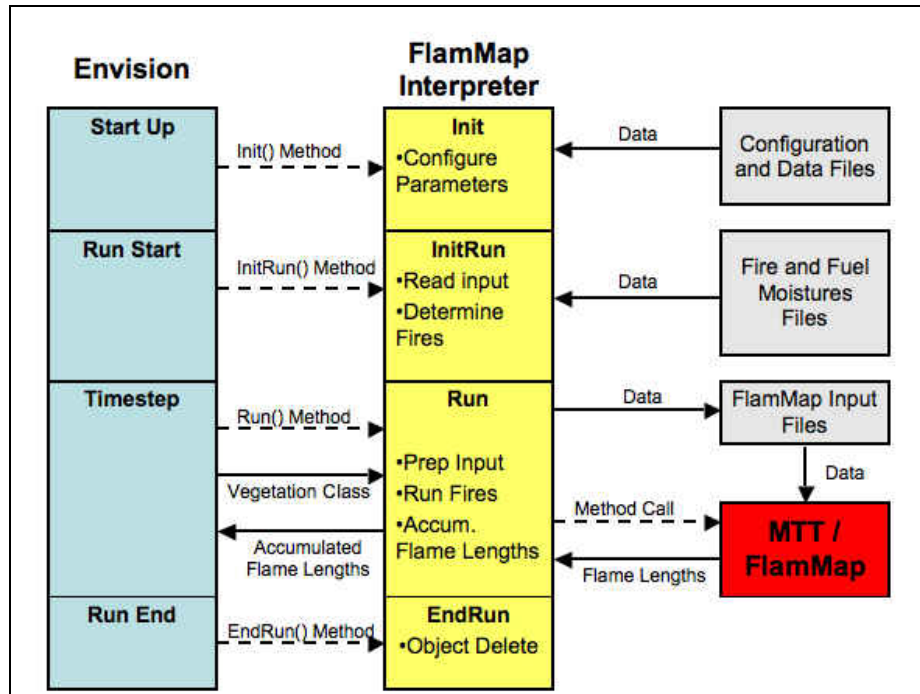 Envision
FlamMap
Interpreter
Start Up
Init() Method
Init
•Configure
Parameters
Data
Configuration
and Data Files
Run Start
InitRun() Method
InitRun
•Read input
•Determine
Fires
Data
Fire and Fuel
Moistures
Files
Timestep
Run() Method
Vegetation Class
Accumulated
Flame Lengths
Run
•Prep Input
•Run Fires
•Accum.
Flame Lengths
Data
FlamMap Input
Files
Data
Method Call
Flame Lengths
MTT /
FlamMap
Run End
EndRun() Method
EndRun
•Object Delete